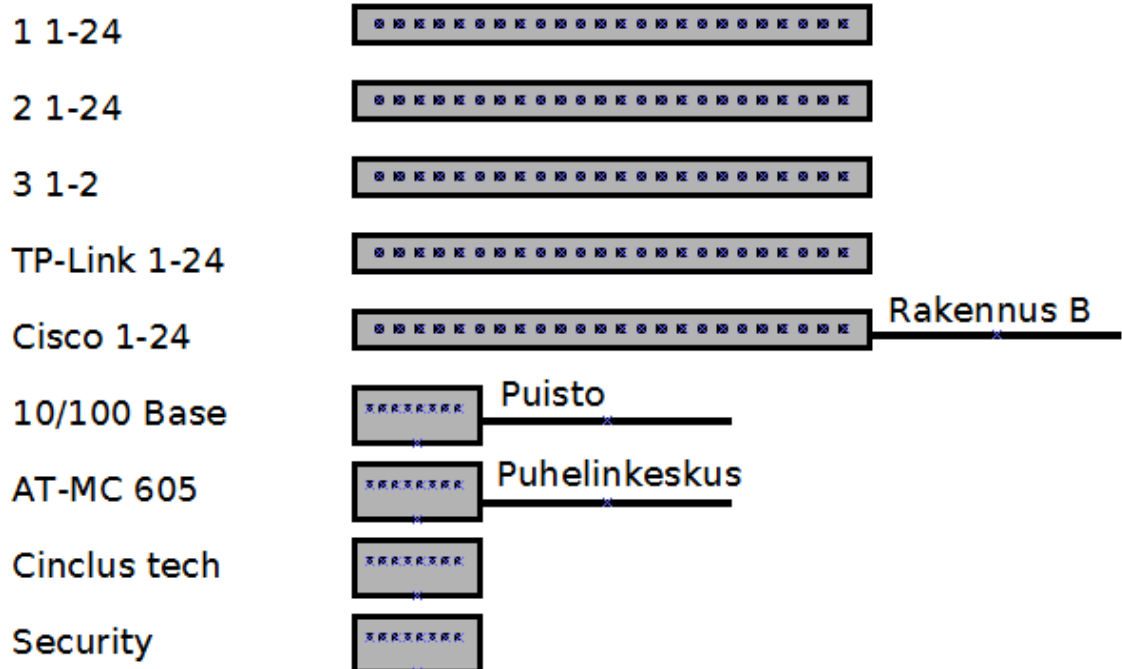 1 1-24
2 1-24
3 1-2
TP-Link 1-24
Cisco 1-24
Rakennus B
10/100 Base
Puisto
AT-MC 605
Puhelinkeskus
Cinclus tech
Security